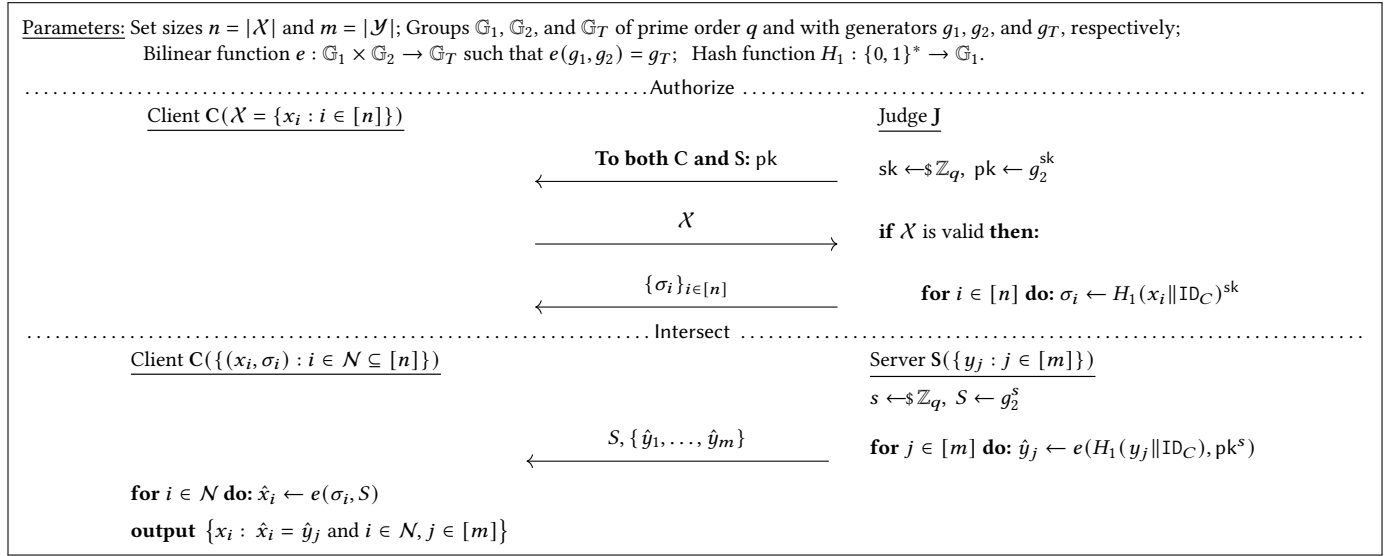 Parameters: Set sizes n = |𝒳| and m = |𝒴|; Groups 𝔾₁, 𝔾₂, and 𝔾_T of prime order q and with generators g₁, g₂, and g_T, respectively;
Bilinear function e : 𝔾₁ × 𝔾₂ → 𝔾_T such that e(g₁, g₂) = g_T; Hash function H₁ : {0, 1}* → 𝔾₁.
Authorize
Client C(𝒳 = {x_i : i ∈ [n]}) Judge J
To both C and S: pk sk ←$ ℤ_q, pk ← g₂^sk
𝒳 if 𝒳 is valid then:
{σ_i}_{i∈[n]} for i ∈ [n] do: σ_i ← H₁(x_i||ID_C)^sk
Intersect
Client C({(x_i, σ_i) : i ∈ 𝒩 ⊆ [n]}) Server S({y_j : j ∈ [m]})
s ←$ ℤ_q, S ← g₂^s
S, {ŷ₁, . . . , ŷ_m} for j ∈ [m] do: ŷ_j ← e(H₁(y_j||ID_C), pk^s)
for i ∈ 𝒩 do: x̂_i ← e(σ_i, S)
output {x_i : x̂_i = ŷ_j and i ∈ 𝒩, j ∈ [m]}